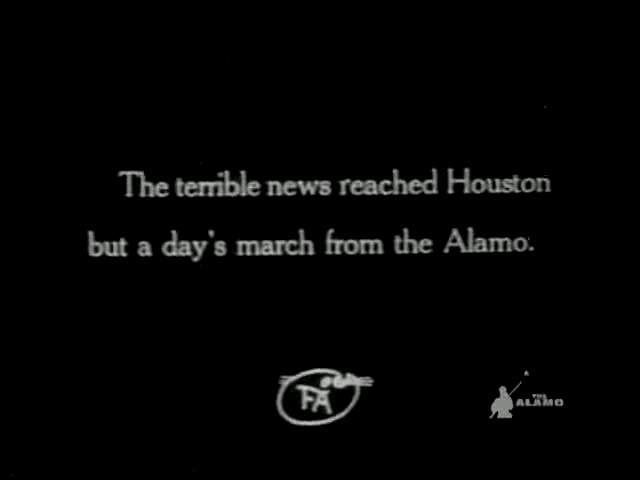 The terrible news reached Houston
but a day's march from the Alamo.
FA
THE
ALAMO